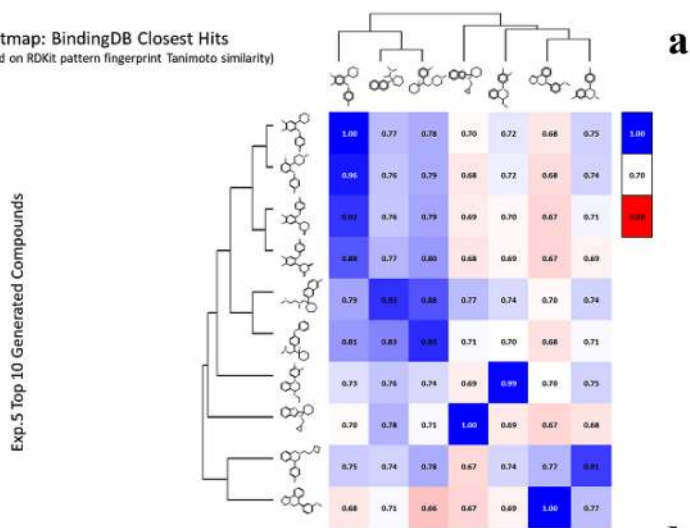 tmap: BindingDB Closest Hits
d on RDKit pattern fingerprint Tanimoto similarity)
a
Exp.5 Top 10 Generated Compounds
1.00 0.77 0.78 0.70 0.72 0.68 0.75 1.00
0.96 0.76 0.79 0.68 0.72 0.68 0.74 0.70
0.76 0.79 0.69 0.70 0.67 0.71
0.88 0.77 0.80 0.68 0.69 0.67 0.69
0.79 0.88 0.77 0.74 0.70 0.74
0.81 0.83 0.71 0.70 0.68 0.71
0.73 0.76 0.74 0.69 0.99 0.70 0.75
0.70 0.78 0.71 1.00 0.69 0.67 0.68
0.75 0.74 0.78 0.67 0.74 0.77
0.68 0.71 0.66 0.67 0.69 1.00 0.77